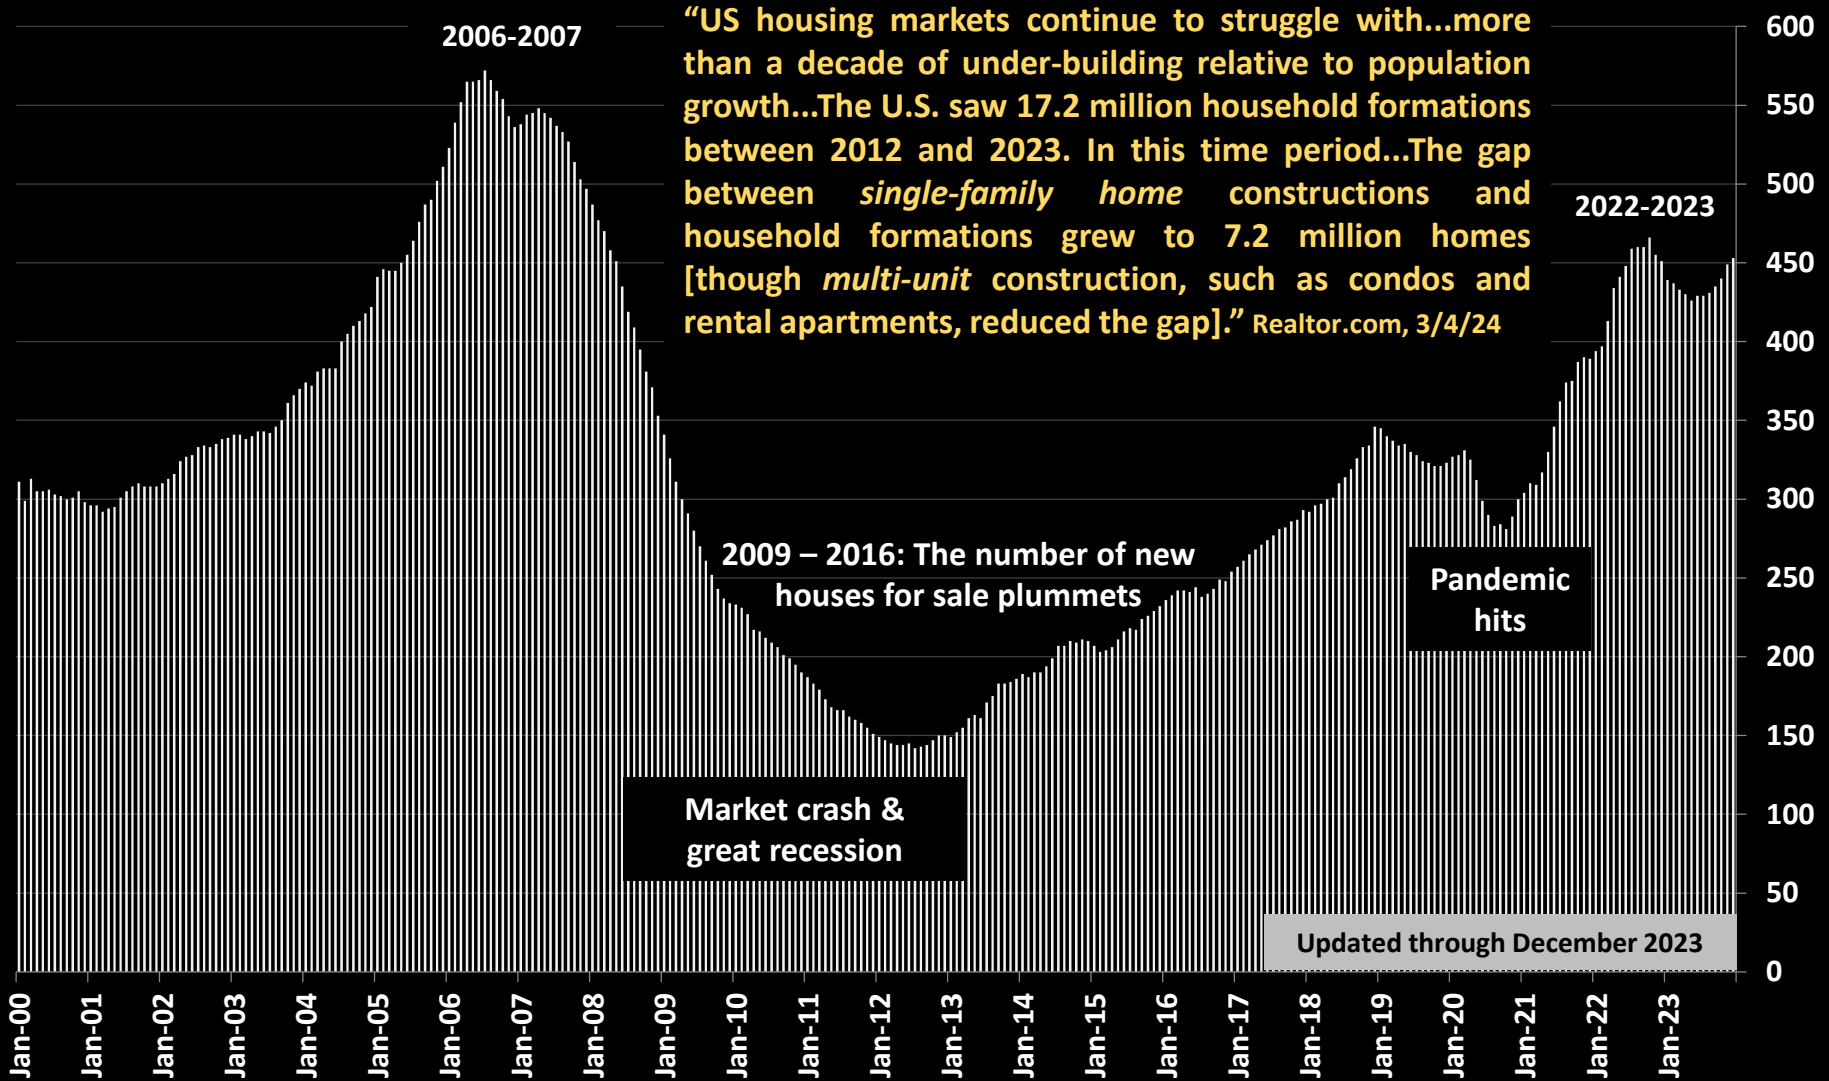 “US housing markets continue to struggle with...more
than a decade of under-building relative to population
growth...The U.S. saw 17.2 million household formations
between 2012 and 2023. In this time period...The gap
between single-family home constructions and
household formations grew to 7.2 million homes
[though multi-unit construction, such as condos and
rental apartments, reduced the gap].” Realtor.com, 3/4/24
2006-2007
2022-2023
2009 – 2016: The number of new
houses for sale plummets
Pandemic
hits
Market crash &
great recession
Updated through December 2023
600
550
500
450
400
350
300
250
200
150
100
50
0
Jan-00
Jan-01
Jan-02
Jan-03
Jan-04
Jan-05
Jan-06
Jan-07
Jan-08
Jan-09
Jan-10
Jan-11
Jan-12
Jan-13
Jan-14
Jan-15
Jan-16
Jan-17
Jan-18
Jan-19
Jan-20
Jan-21
Jan-22
Jan-23